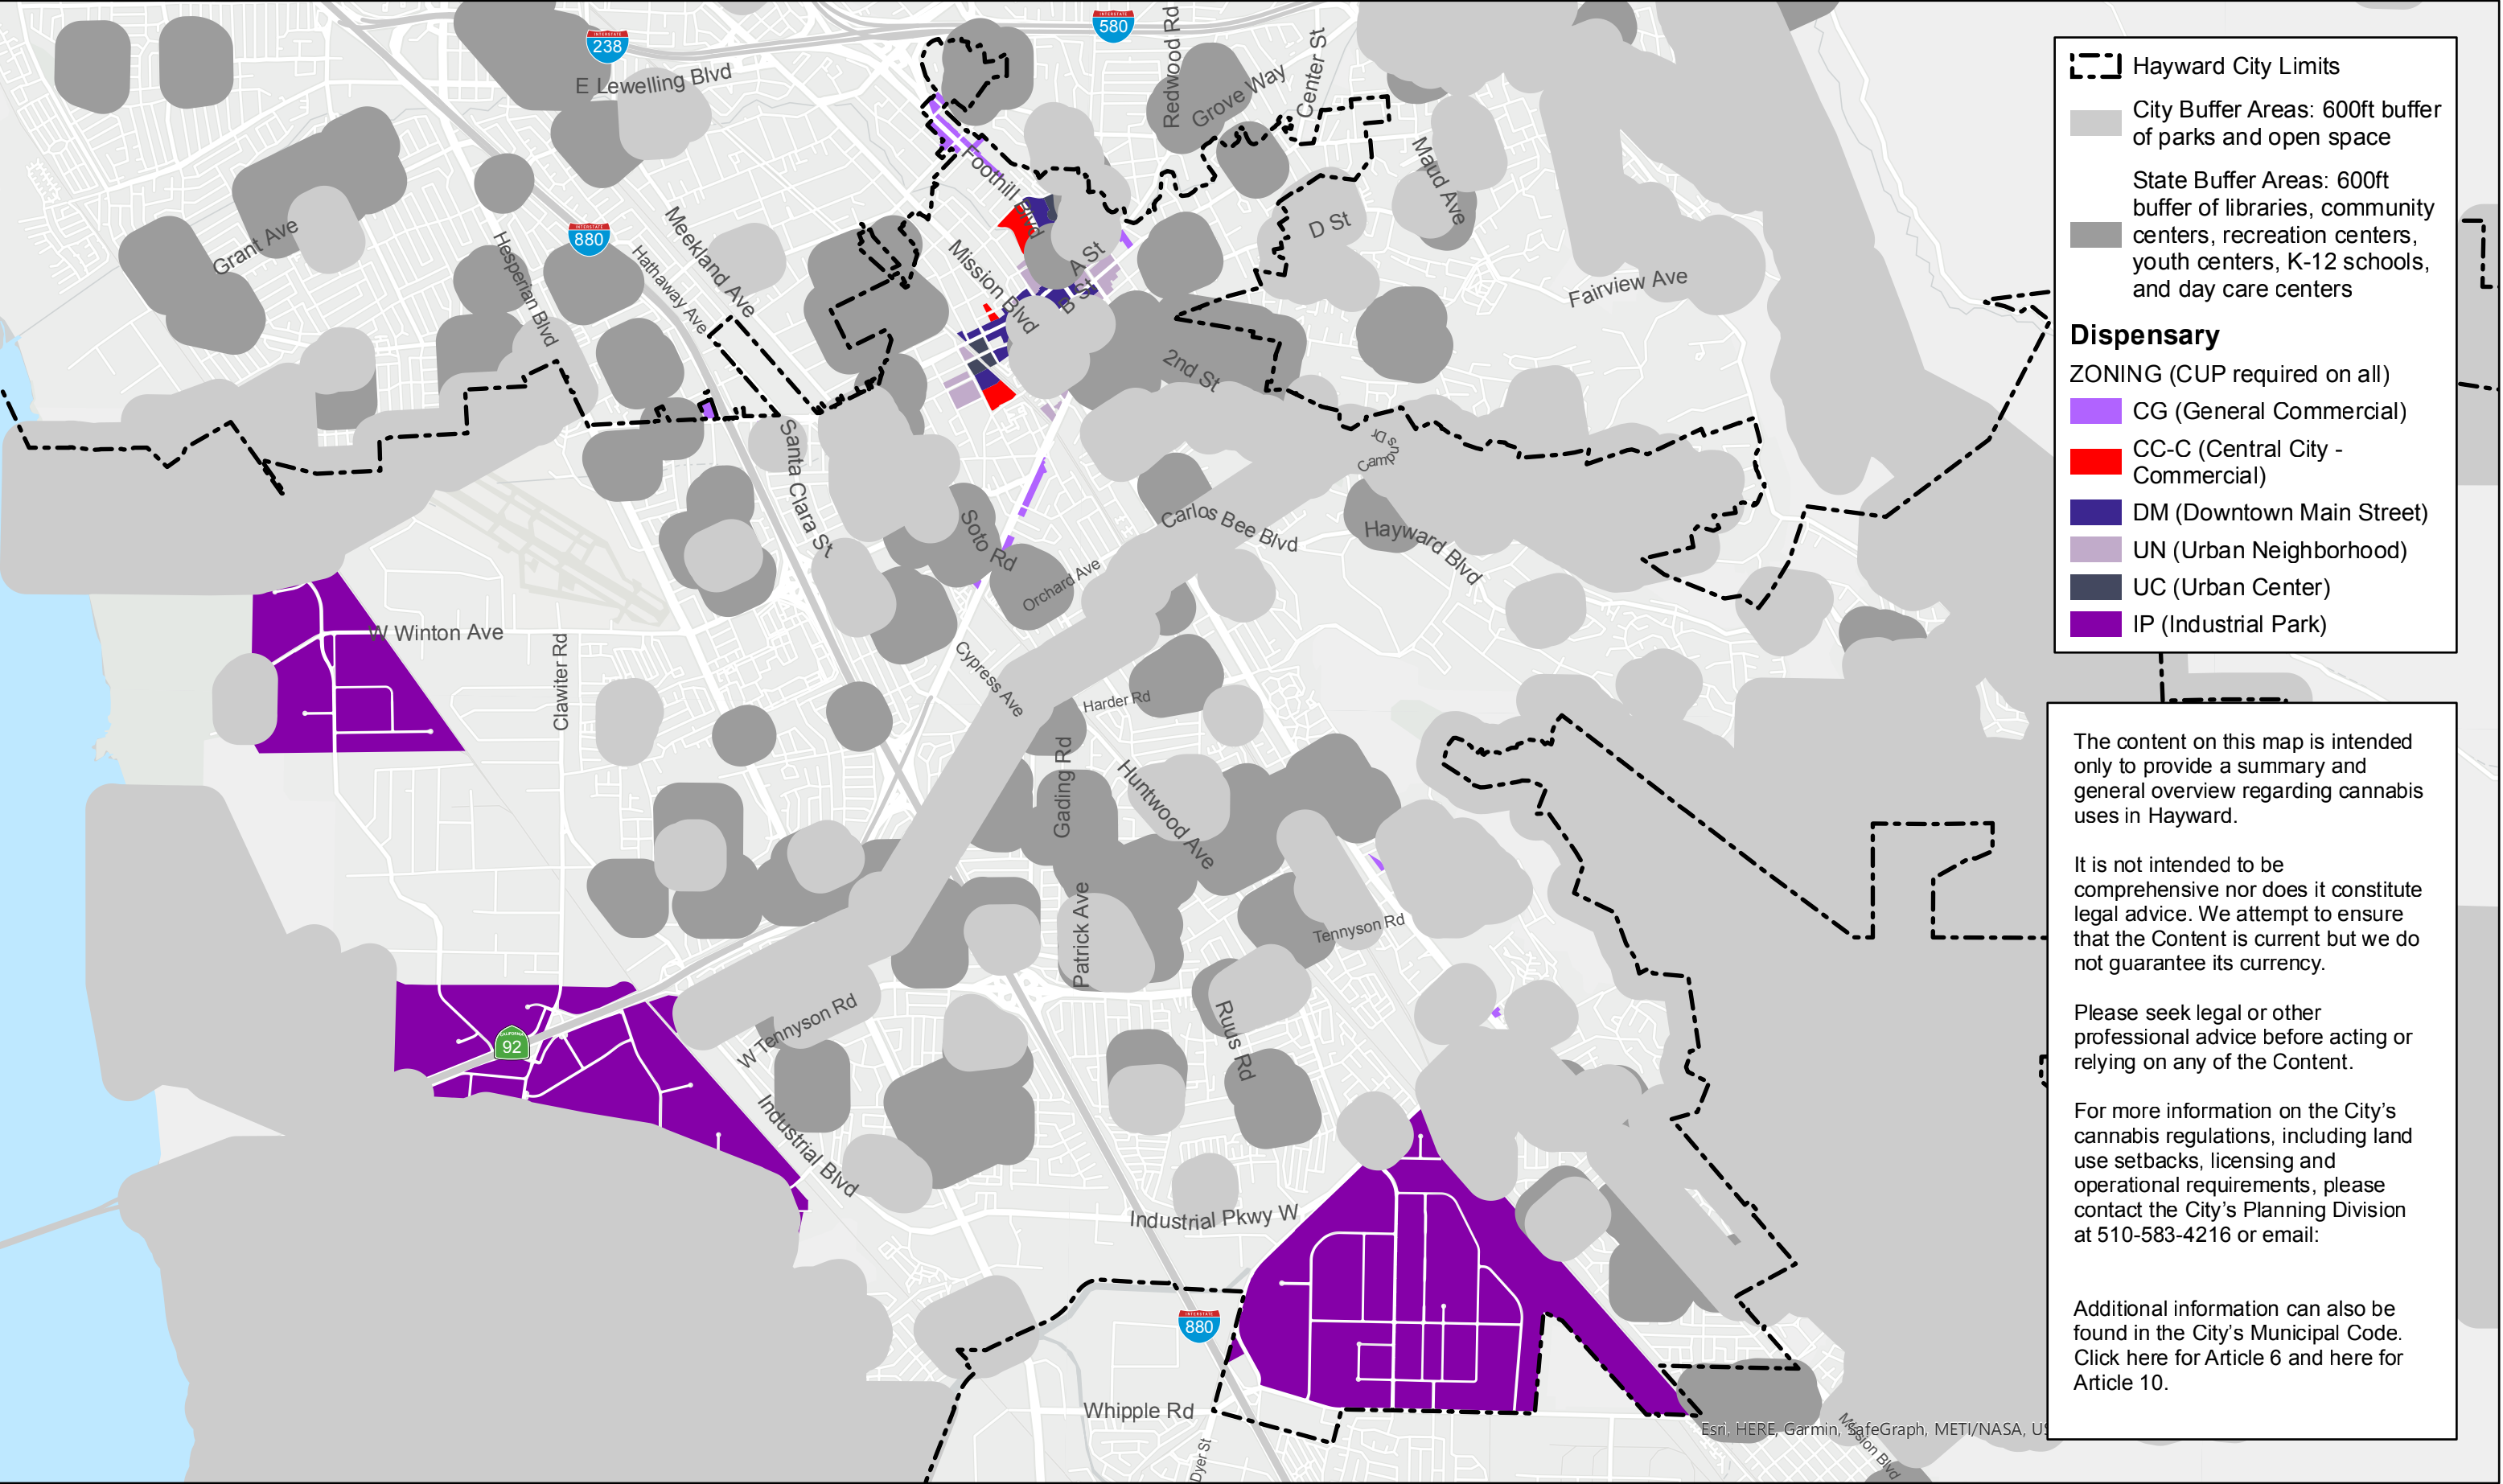 INTERSTATE
238
INTERSTATE
580
E Lewelling Blvd
Redwood Rd
Grove Way
Center St
Foothill Blvd
Maud Ave
Grant Ave
INTERSTATE
880
Hesperian Blvd
Hathaway Ave
Meekland Ave
Mission Blvd
A St
B St
D St
Fairview Ave
2nd St
Santa Clara St
Campus Dr
Soto Rd
Carlos Bee Blvd
Hayward Blvd
Orchard Ave
W Winton Ave
Clawiter Rd
Cypress Ave
Harder Rd
Gading Rd
Huntwood Ave
Patrick Ave
Tennyson Rd
CALIFORNIA
92
W Tennyson Rd
Ruus Rd
Industrial Blvd
Industrial Pkwy W
INTERSTATE
880
Whipple Rd
Dyer St
Mission Blvd
Esri, HERE, Garmin, SafeGraph, METI/NASA, US
Hayward City Limits
City Buffer Areas: 600ft buffer
of parks and open space
State Buffer Areas: 600ft
buffer of libraries, community
centers, recreation centers,
youth centers, K-12 schools,
and day care centers
Dispensary
ZONING (CUP required on all)
CG (General Commercial)
CC-C (Central City -
Commercial)
DM (Downtown Main Street)
UN (Urban Neighborhood)
UC (Urban Center)
IP (Industrial Park)
The content on this map is intended
only to provide a summary and
general overview regarding cannabis
uses in Hayward.
It is not intended to be
comprehensive nor does it constitute
legal advice. We attempt to ensure
that the Content is current but we do
not guarantee its currency.
Please seek legal or other
professional advice before acting or
relying on any of the Content.
For more information on the City's
cannabis regulations, including land
use setbacks, licensing and
operational requirements, please
contact the City's Planning Division
at 510-583-4216 or email:
Additional information can also be
found in the City's Municipal Code.
Click here for Article 6 and here for
Article 10.